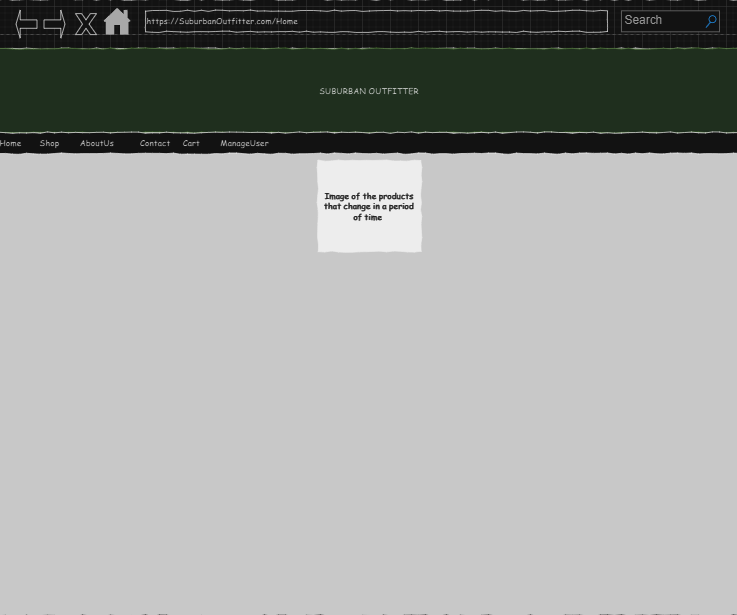 https://SuburbanOutfitter.com/Home
Search
SUBURBAN OUTFITTER
Home Shop AboutUs Contact Cart ManageUser
Image of the products
that change in a period
of time